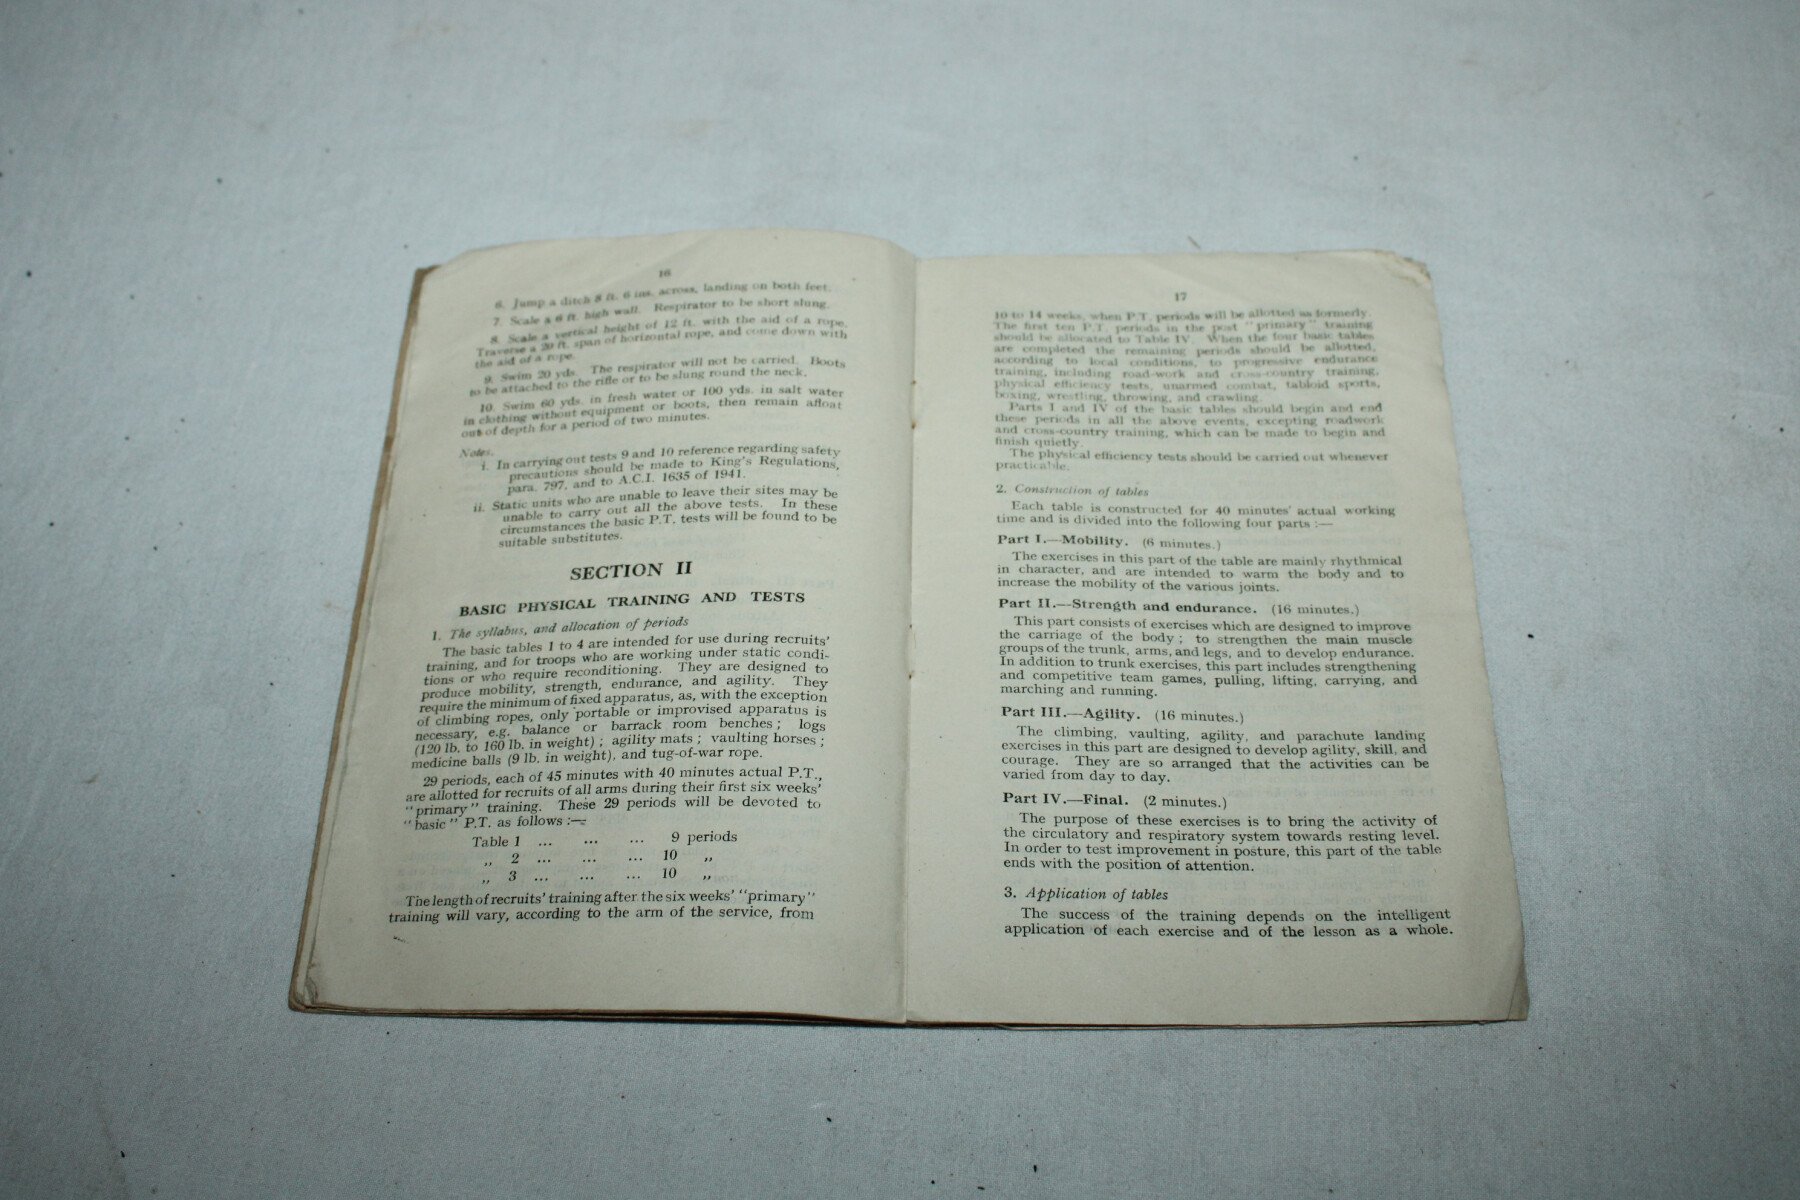 16
6. Jump a ditch 8 ft. 6 ins. across, landing on both feet.
7. Scale a 6 ft. high wall. Respirator to be short slung.
8. Scale a vertical height of 12 ft. with the aid of a rope.
Traverse a 20 ft. span of horizontal rope, and come down with
the aid of a rope.
9. Swim 20 yds. The respirator will not be carried. Boots
to be attached to the rifle or to be slung round the neck.
10. Swim 60 yds. in fresh water or 100 yds. in salt water
in clothing without equipment or boots, then remain afloat
out of depth for a period of two minutes.
Notes.
i. In carrying out tests 9 and 10 reference regarding safety
precautions should be made to King's Regulations,
para. 797, and to A.C.I. 1635 of 1941.
ii. Static units who are unable to leave their sites may be
unable to carry out all the above tests. In these
circumstances the basic P.T. tests will be found to be
suitable substitutes.
SECTION II
BASIC PHYSICAL TRAINING AND TESTS
1. The syllabus, and allocation of periods
The basic tables 1 to 4 are intended for use during recruits'
training, and for troops who are working under static condi-
tions or who require reconditioning. They are designed to
produce mobility, strength, endurance, and agility. They
require the minimum of fixed apparatus, as, with the exception
of climbing ropes, only portable or improvised apparatus is
necessary, e.g. balance or barrack room benches; logs
(120 lb. to 160 lb. in weight); agility mats; vaulting horses;
medicine balls (9 lb. in weight), and tug-of-war rope.
29 periods, each of 45 minutes with 40 minutes actual P.T.,
are allotted for recruits of all arms during their first six weeks'
"primary" training. These 29 periods will be devoted to
"basic" P.T. as follows :—
Table 1 ... ... ... 9 periods
„ 2 ... ... ... 10 „
„ 3 ... ... ... 10 „
The length of recruits' training after the six weeks' "primary"
training will vary, according to the arm of the service, from
17
10 to 14 weeks, when P.T. periods will be allotted as formerly.
The first ten P.T. periods in the post "primary" training
should be allocated to Table IV. When the four basic tables
are completed the remaining periods should be allotted,
according to local conditions, to progressive endurance
training, including road-work and cross-country training,
physical efficiency tests, unarmed combat, tabloid sports,
boxing, wrestling, throwing, and crawling.
Parts I and IV of the basic tables should begin and end
these periods in all the above events, excepting roadwork
and cross-country training, which can be made to begin and
finish quietly.
The physical efficiency tests should be carried out whenever
practicable.
2. Construction of tables
Each table is constructed for 40 minutes' actual working
time and is divided into the following four parts :—
Part I.—Mobility. (6 minutes.)
The exercises in this part of the table are mainly rhythmical
in character, and are intended to warm the body and to
increase the mobility of the various joints.
Part II.—Strength and endurance. (16 minutes.)
This part consists of exercises which are designed to improve
the carriage of the body; to strengthen the main muscle
groups of the trunk, arms, and legs, and to develop endurance.
In addition to trunk exercises, this part includes strengthening
and competitive team games, pulling, lifting, carrying, and
marching and running.
Part III.—Agility. (16 minutes.)
The climbing, vaulting, agility, and parachute landing
exercises in this part are designed to develop agility, skill, and
courage. They are so arranged that the activities can be
varied from day to day.
Part IV.—Final. (2 minutes.)
The purpose of these exercises is to bring the activity of
the circulatory and respiratory system towards resting level.
In order to test improvement in posture, this part of the table
ends with the position of attention.
3. Application of tables
The success of the training depends on the intelligent
application of each exercise and of the lesson as a whole.